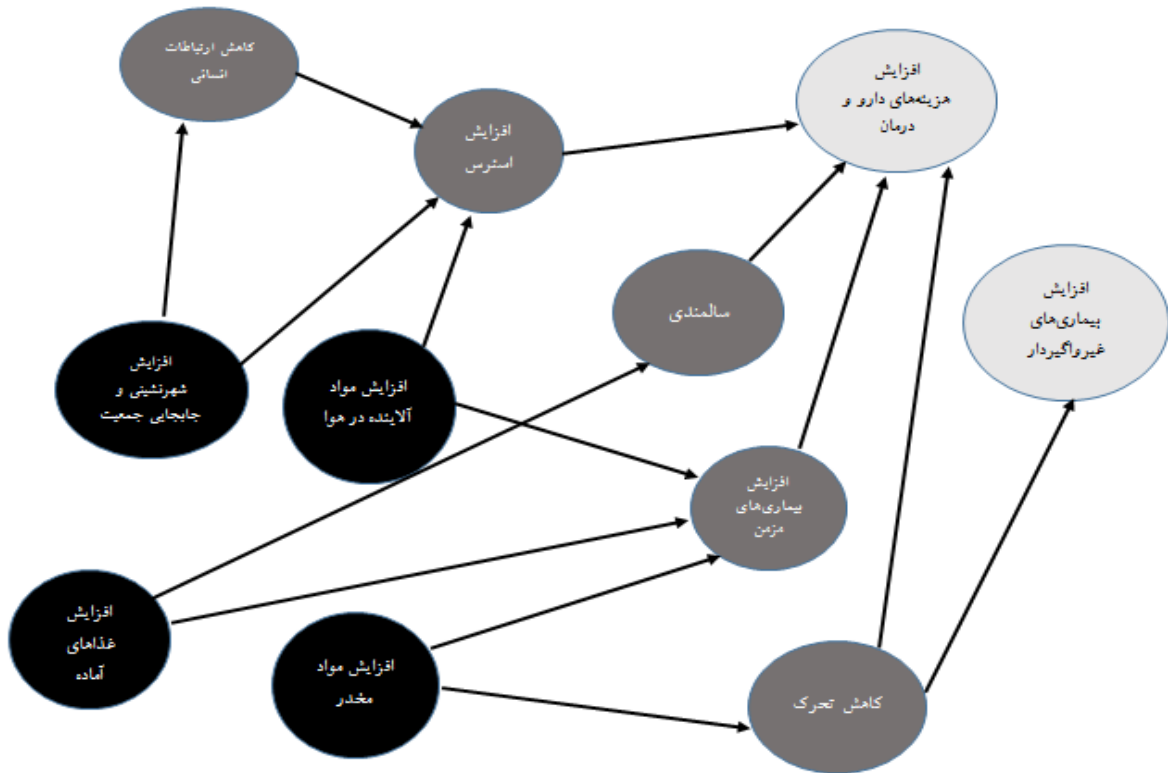 کاهش ارتباطات
انسانی
افزایش
استرس
افزایش
هزینه‌های دارو و
درمان
سالمندی
افزایش
بیماری‌های
غیرواگیردار
افزایش
شهرنشینی و
جابجایی جمعیت
افزایش مواد
آلاینده در هوا
افزایش
بیماری‌های
مزمن
افزایش
غذاهای
آماده
افزایش مواد
مخدر
کاهش تحرک